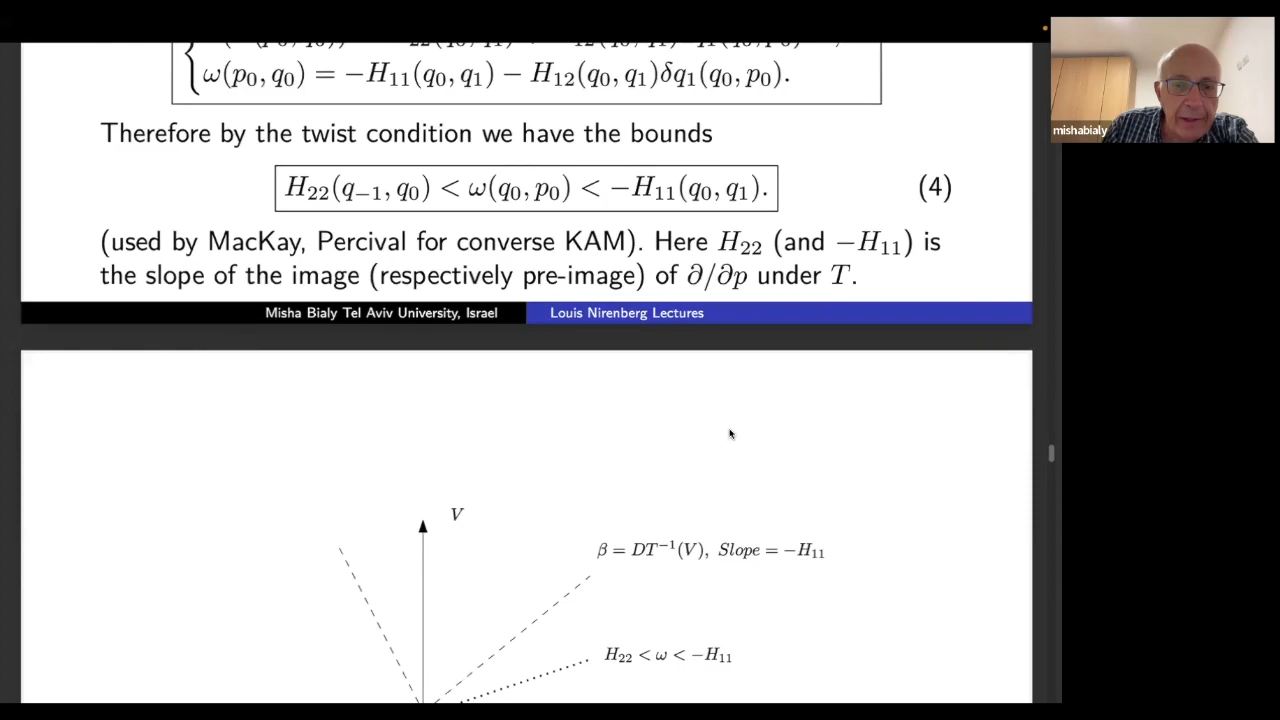 ω(p₀, q₀) = −H₁₁(q₀, q₁) − H₁₂(q₀, q₁)δq₁(q₀, p₀).
Therefore by the twist condition we have the bounds
H₂₂(q₋₁, q₀) < ω(q₀, p₀) < −H₁₁(q₀, q₁). (4)
(used by MacKay, Percival for converse KAM). Here H₂₂ (and −H₁₁) is
the slope of the image (respectively pre-image) of ∂/∂p under T.
Misha Bialy Tel Aviv University, Israel Louis Nirenberg Lectures
V
β = DT⁻¹(V), Slope = −H₁₁
H₂₂ < ω < −H₁₁
mishabialy